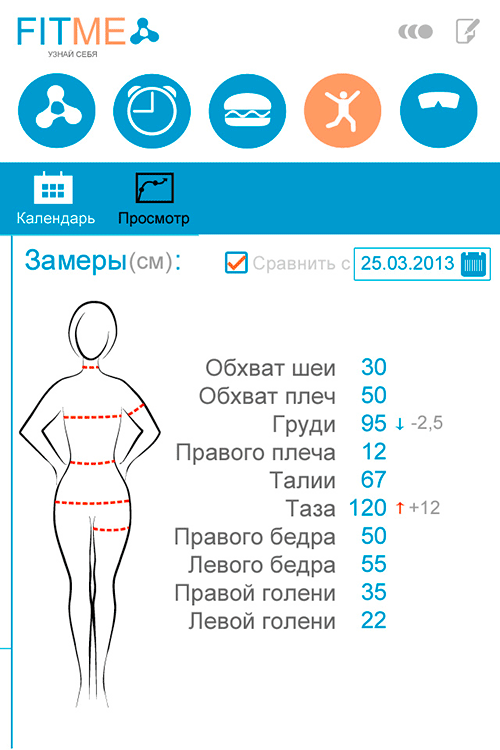 FITME
УЗНАЙ СЕБЯ
Календарь
Просмотр
Замеры(см):
Сравнить с 25.03.2013
Обхват шеи 30
Обхват плеч 50
Груди 95 ↓ -2,5
Правого плеча 12
Талии 67
Таза 120 ↑ +12
Правого бедра 50
Левого бедра 55
Правой голени 35
Левой голени 22